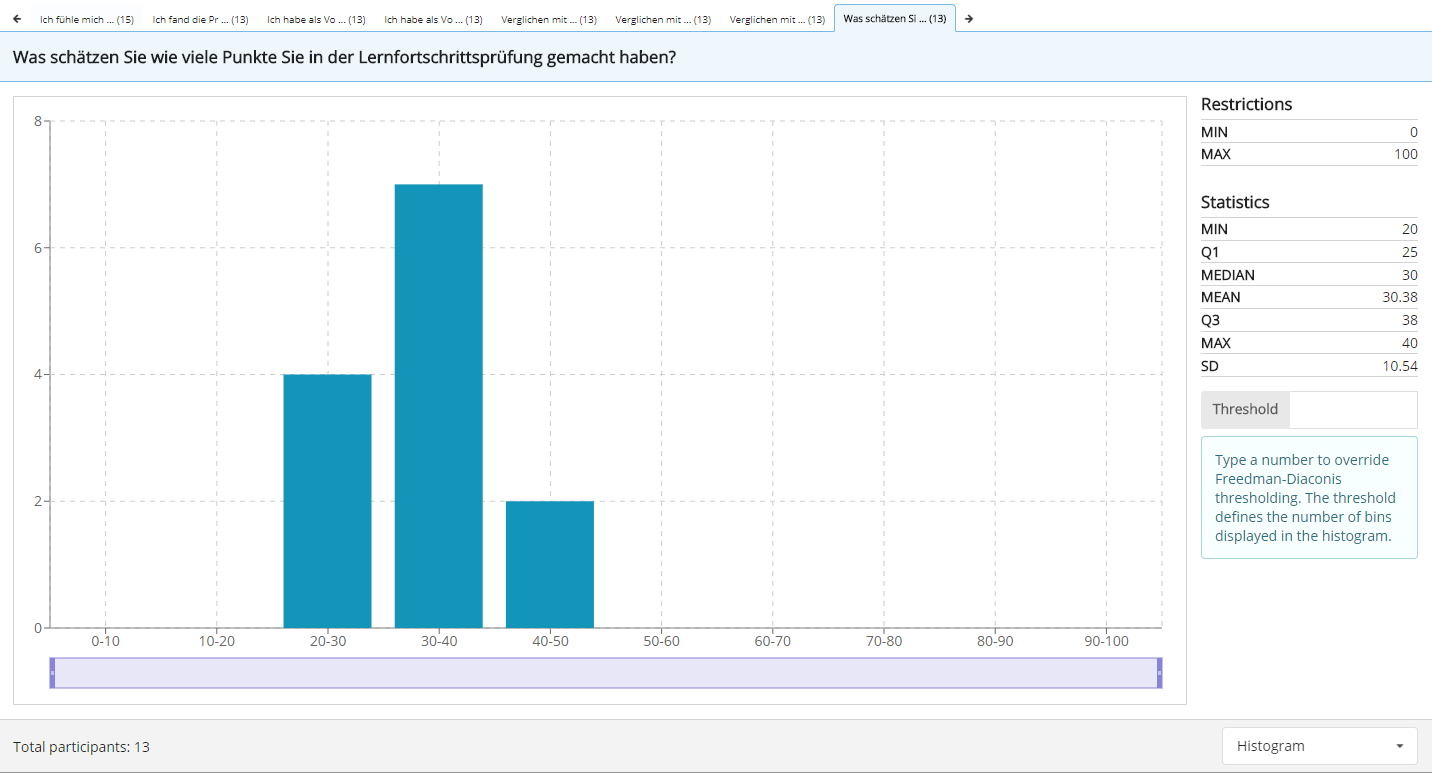 Ich fühle mich ... (15) Ich fand die Pr ... (13) Ich habe als Vo ... (13) Ich habe als Vo ... (13) Verglichen mit ... (13) Verglichen mit ... (13) Verglichen mit ... (13) Was schätzen Si ... (13)
Was schätzen Sie wie viele Punkte Sie in der Lernfortschrittsprüfung gemacht haben?
8
6
4
2
0
0-10 10-20 20-30 30-40 40-50 50-60 60-70 70-80 80-90 90-100
Restrictions
MIN 0
MAX 100
Statistics
MIN 20
Q1 25
MEDIAN 30
MEAN 30.38
Q3 38
MAX 40
SD 10.54
Threshold
Type a number to override
Freedman-Diaconis
thresholding. The threshold
defines the number of bins
displayed in the histogram.
Total participants: 13
Histogram